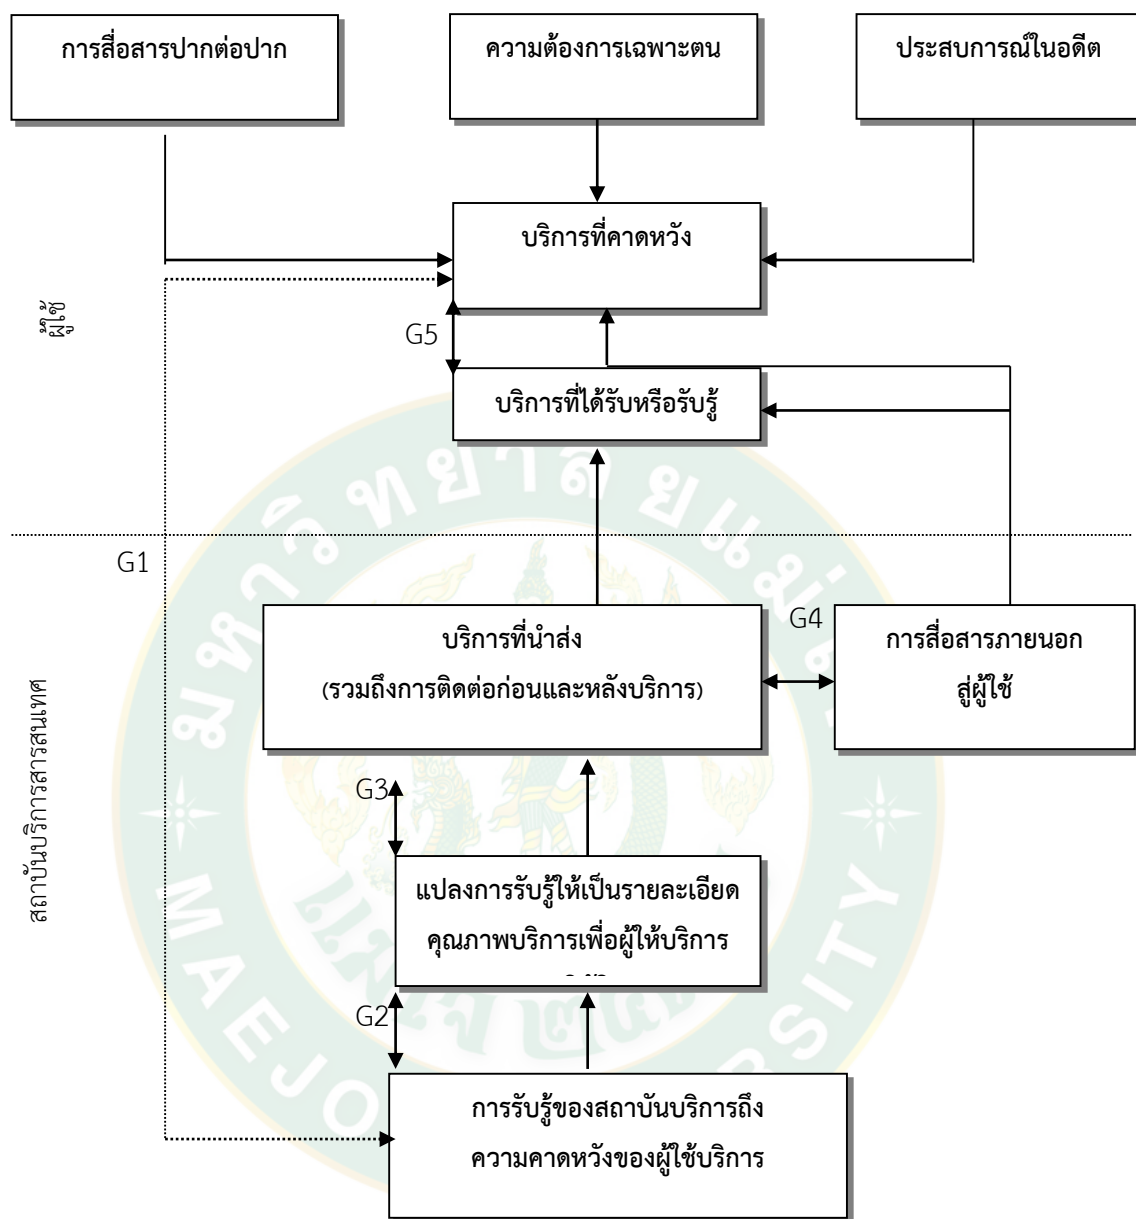 การสื่อสารปากต่อปาก
ความต้องการเฉพาะตน
ประสบการณ์ในอดีต
บริการที่คาดหวัง
ผู้ใช้
G5
บริการที่ได้รับหรือรับรู้
G1
บริการที่นำส่ง
(รวมถึงการติดต่อก่อนและหลังบริการ)
G4
การสื่อสารภายนอก
สู่ผู้ใช้
สถาบันบริการสารสนเทศ
G3
แปลงการรับรู้ให้เป็นรายละเอียด
คุณภาพบริการเพื่อผู้ให้บริการ
G2
การรับรู้ของสถาบันบริการถึง
ความคาดหวังของผู้ใช้บริการ
มหาวิทยาลัยแม่
MAEJO